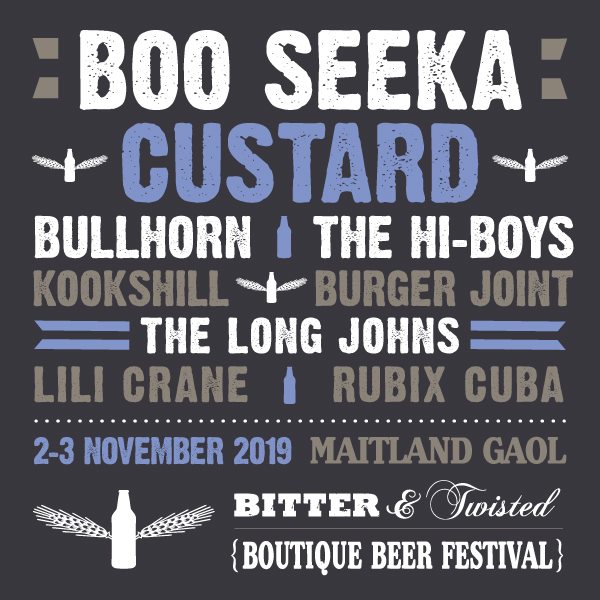 BOO SEEKA
CUSTARD
BULLHORN THE HI-BOYS
KOOKSHILL BURGER JOINT
THE LONG JOHNS
LILI CRANE RUBIX CUBA
2-3 NOVEMBER 2019 MAITLAND GAOL
BITTER & Twisted
{BOUTIQUE BEER FESTIVAL}